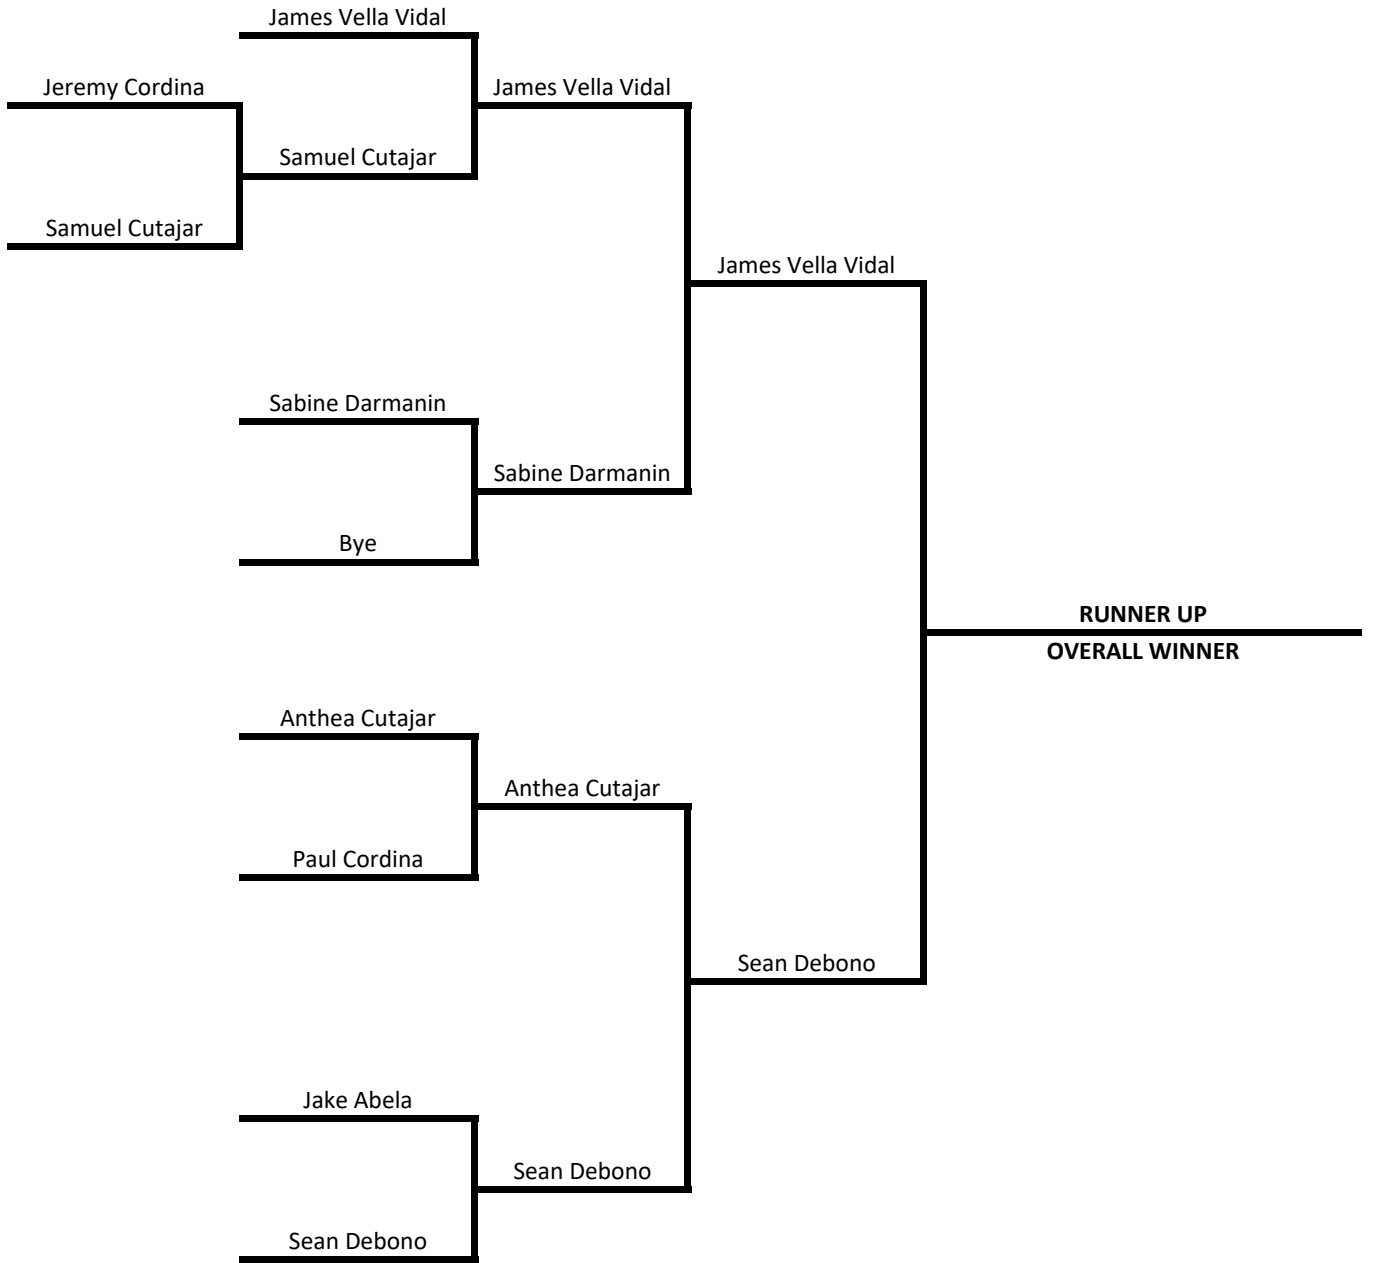 James Vella Vidal
Jeremy Cordina
James Vella Vidal
Samuel Cutajar
Samuel Cutajar
James Vella Vidal
Sabine Darmanin
Sabine Darmanin
Bye
RUNNER UP
OVERALL WINNER
Anthea Cutajar
Anthea Cutajar
Paul Cordina
Sean Debono
Jake Abela
Sean Debono
Sean Debono